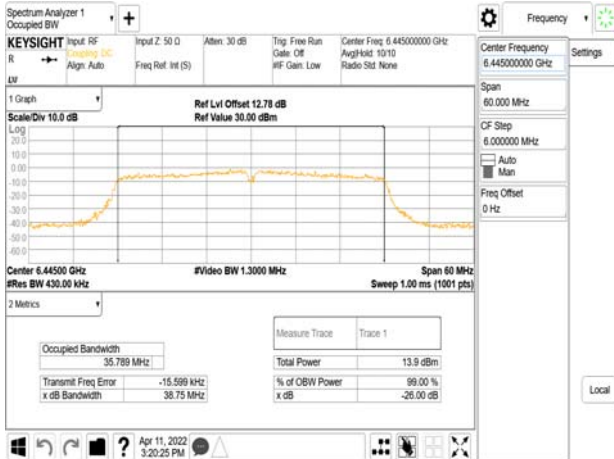 Spectrum Analyzer 1
Occupied BW
+
Frequency
KEYSIGHT
R
LVI
Input: RF
Coupling: DC
Align: Auto
Input Z: 50 Ω
Freq Ref: Int (S)
Atten: 30 dB
Trig: Free Run
Gate: Off
#IF Gain: Low
Center Freq: 6.445000000 GHz
Avg|Hold: 10/10
Radio Std: None
Center Frequency
6.445000000 GHz
Settings
Span
60.000 MHz
CF Step
6.000000 MHz
Auto
Man
Freq Offset
0 Hz
Local
1 Graph
Scale/Div 10.0 dB
Ref Lvl Offset 12.78 dB
Ref Value 30.00 dBm
Log
20.0
10.0
0.00
-10.0
-20.0
-30.0
-40.0
-50.0
-60.0
Center 6.44500 GHz
#Video BW 1.3000 MHz
Span 60 MHz
#Res BW 430.00 kHz
Sweep 1.00 ms (1001 pts)
2 Metrics
Measure Trace
Trace 1
Occupied Bandwidth
35.789 MHz
Total Power
13.9 dBm
Transmit Freq Error
-15.599 kHz
% of OBW Power
99.00 %
x dB Bandwidth
38.75 MHz
x dB
-26.00 dB
?
Apr 11, 2022
3:20:25 PM